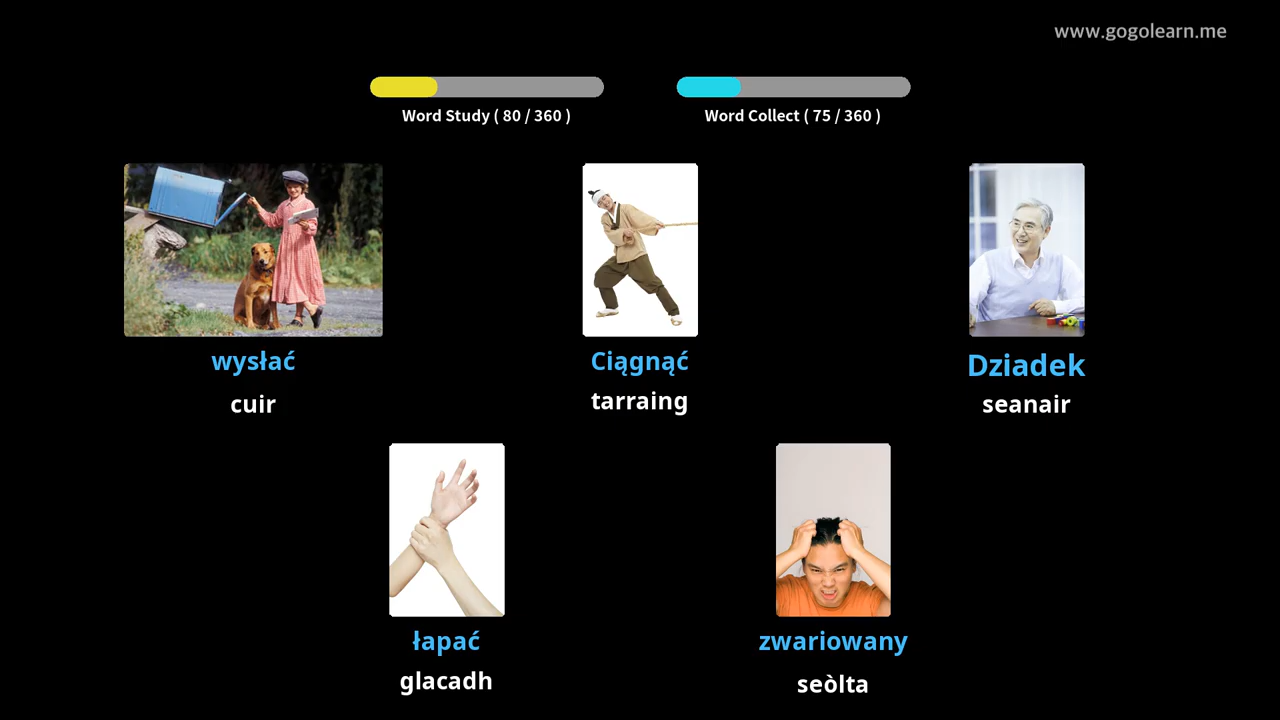 www.gogolearn.me
Word Study ( 80 / 360 )
Word Collect ( 75 / 360 )
wysłać
cuir
Ciągnąć
tarraing
Dziadek
seanair
łapać
glacadh
zwariowany
seòlta